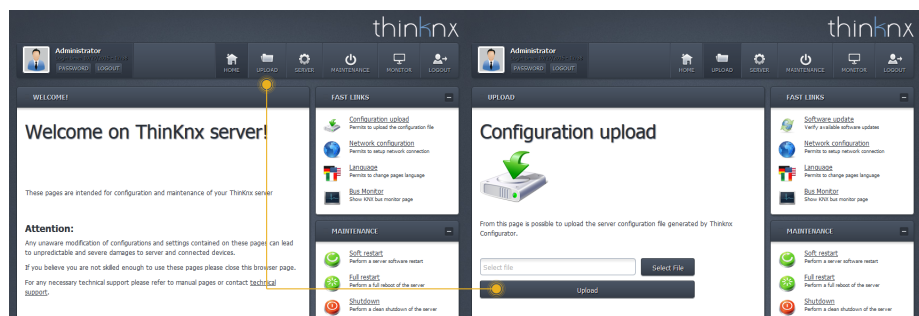 thinknx
Administrator
PASSWORD LOGOUT
HOME UPLOAD SERVER MAINTENANCE MONITOR LOGOUT
WELCOME!
Welcome on ThinKnx server!
These pages are intended for configuration and maintenance of your ThinKnx server
Attention:
Any unaware modification of configurations and settings contained on these pages can lead
to unpredictable and severe damages to server and connected devices.
If you believe you are not skilled enough to use these pages please close this browser page.
For any necessary technical support please refer to manual pages or contact technical
support.
FAST LINKS
Configuration upload
Permits to upload the configuration file
Network configuration
Permits to setup network connection
Language
Permits to change pages language
Bus Monitor
Show KNX bus monitor page
MAINTENANCE
Soft restart
Perform a server software restart
Full restart
Perform a full reboot of the server
Shutdown
Perform a clean shutdown of the server
thinknx
Administrator
PASSWORD LOGOUT
HOME UPLOAD SERVER MAINTENANCE MONITOR LOGOUT
UPLOAD
Configuration upload
From this page is possible to upload the server configuration file generated by Thinknx
Configurator.
Select file
Select File
Upload
FAST LINKS
Software update
Verify available software updates
Network configuration
Permits to setup network connection
Language
Permits to change pages language
Bus Monitor
Show KNX bus monitor page
MAINTENANCE
Soft restart
Perform a server software restart
Full restart
Perform a full reboot of the server
Shutdown
Perform a clean shutdown of the server